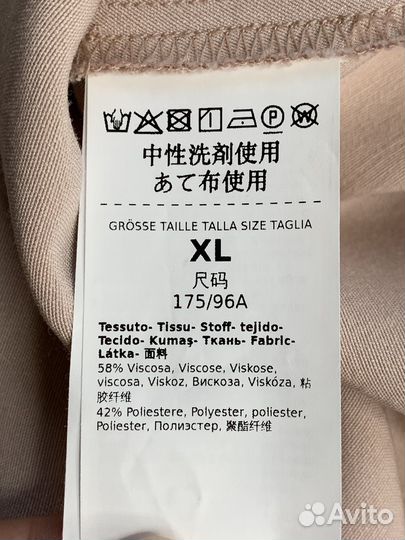 中性洗剤使用
あて布使用
GRÖSSE TAILLE TALLA SIZE TAGLIA
XL
尺码
175/96A
Tessuto- Tissu- Stoff- tejido-
Tecido- Kumaş- Ткань- Fabric-
Látka- 面料
58% Viscosa, Viscose, Viskose,
viscosa, Viskoz, Вискоза, Viskóza, 粘
胶纤维
42% Poliestere, Polyester, poliester,
Poliester, Полиэстер, 聚酯纤维
Avito